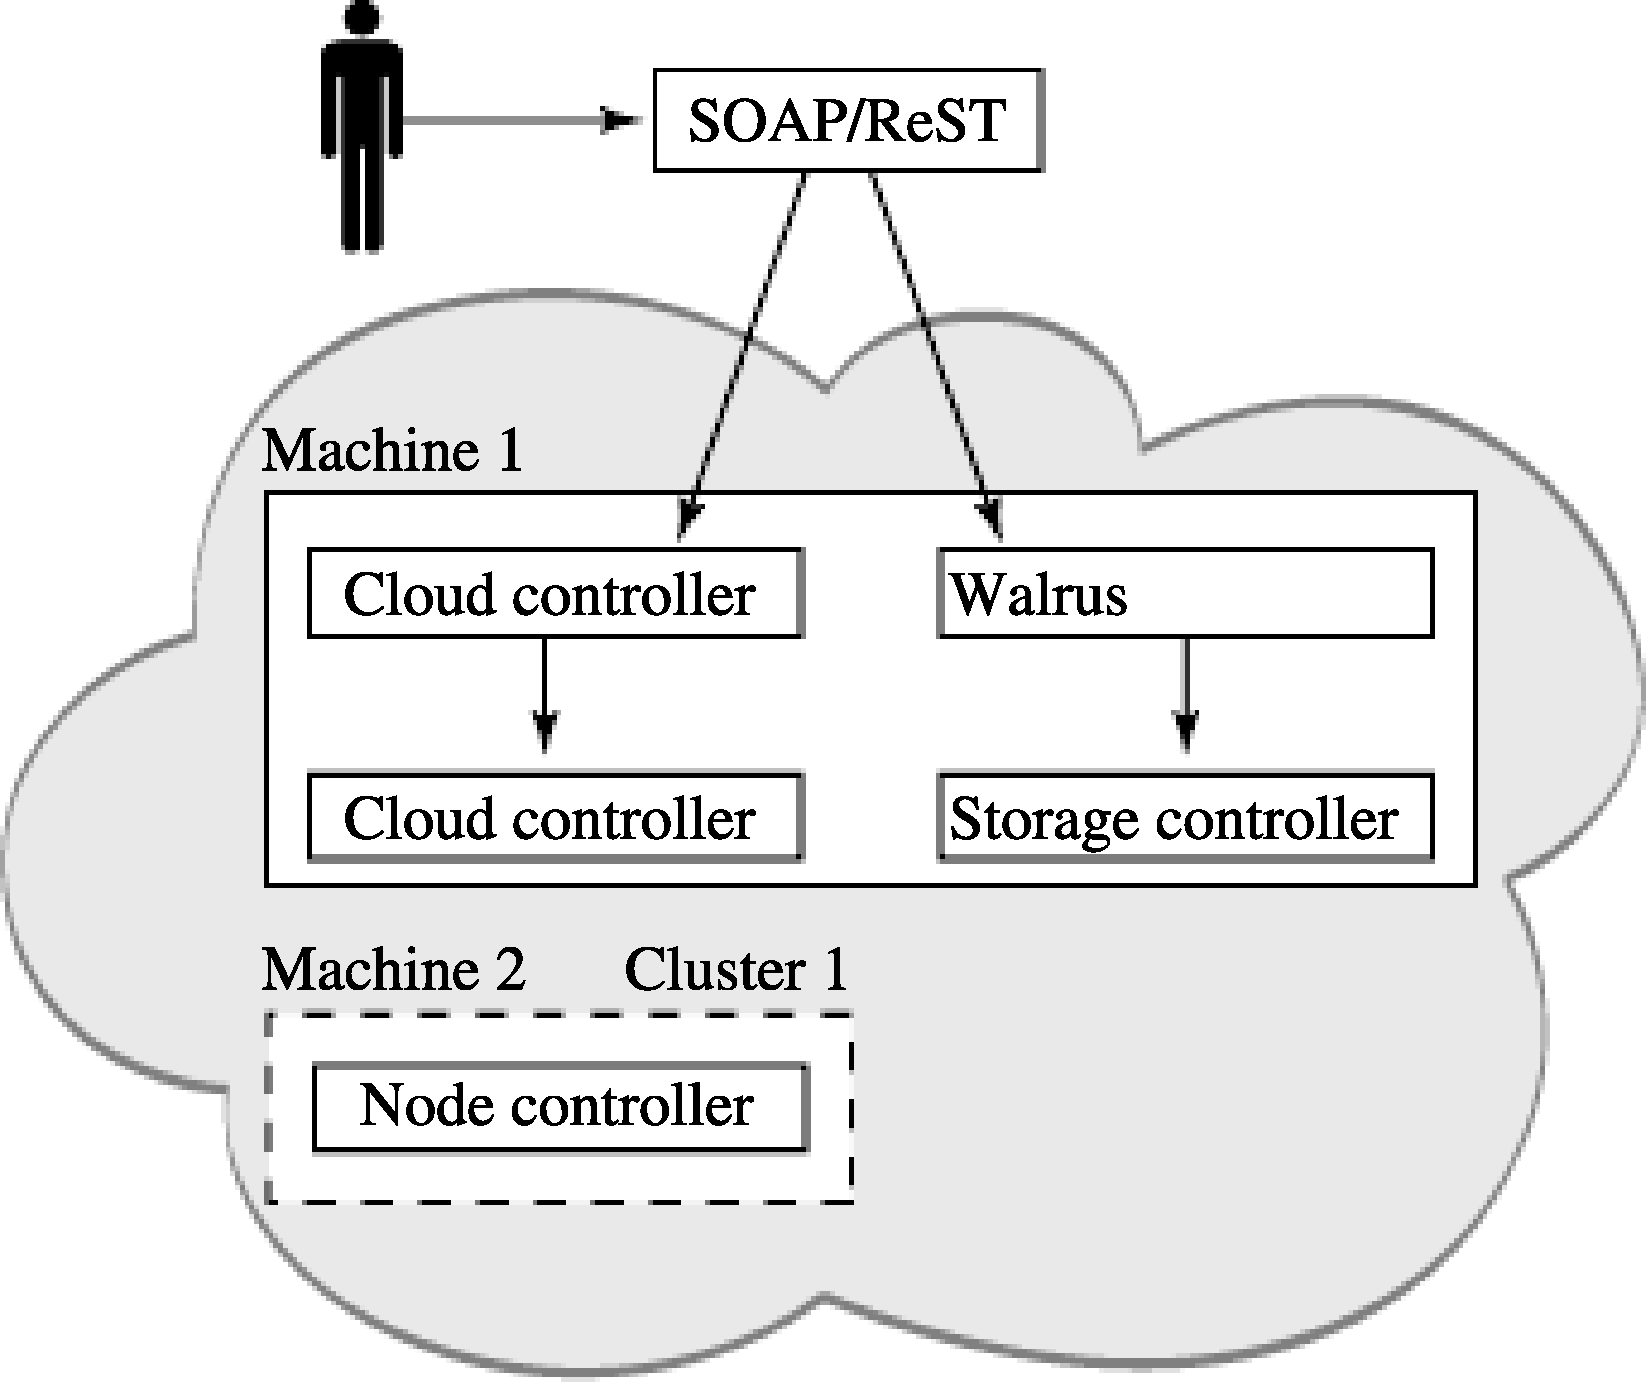 SOAP/ReST
Machine 1
Cloud controller
Walrus
Cloud controller
Storage controller
Machine 2
Cluster 1
Node controller